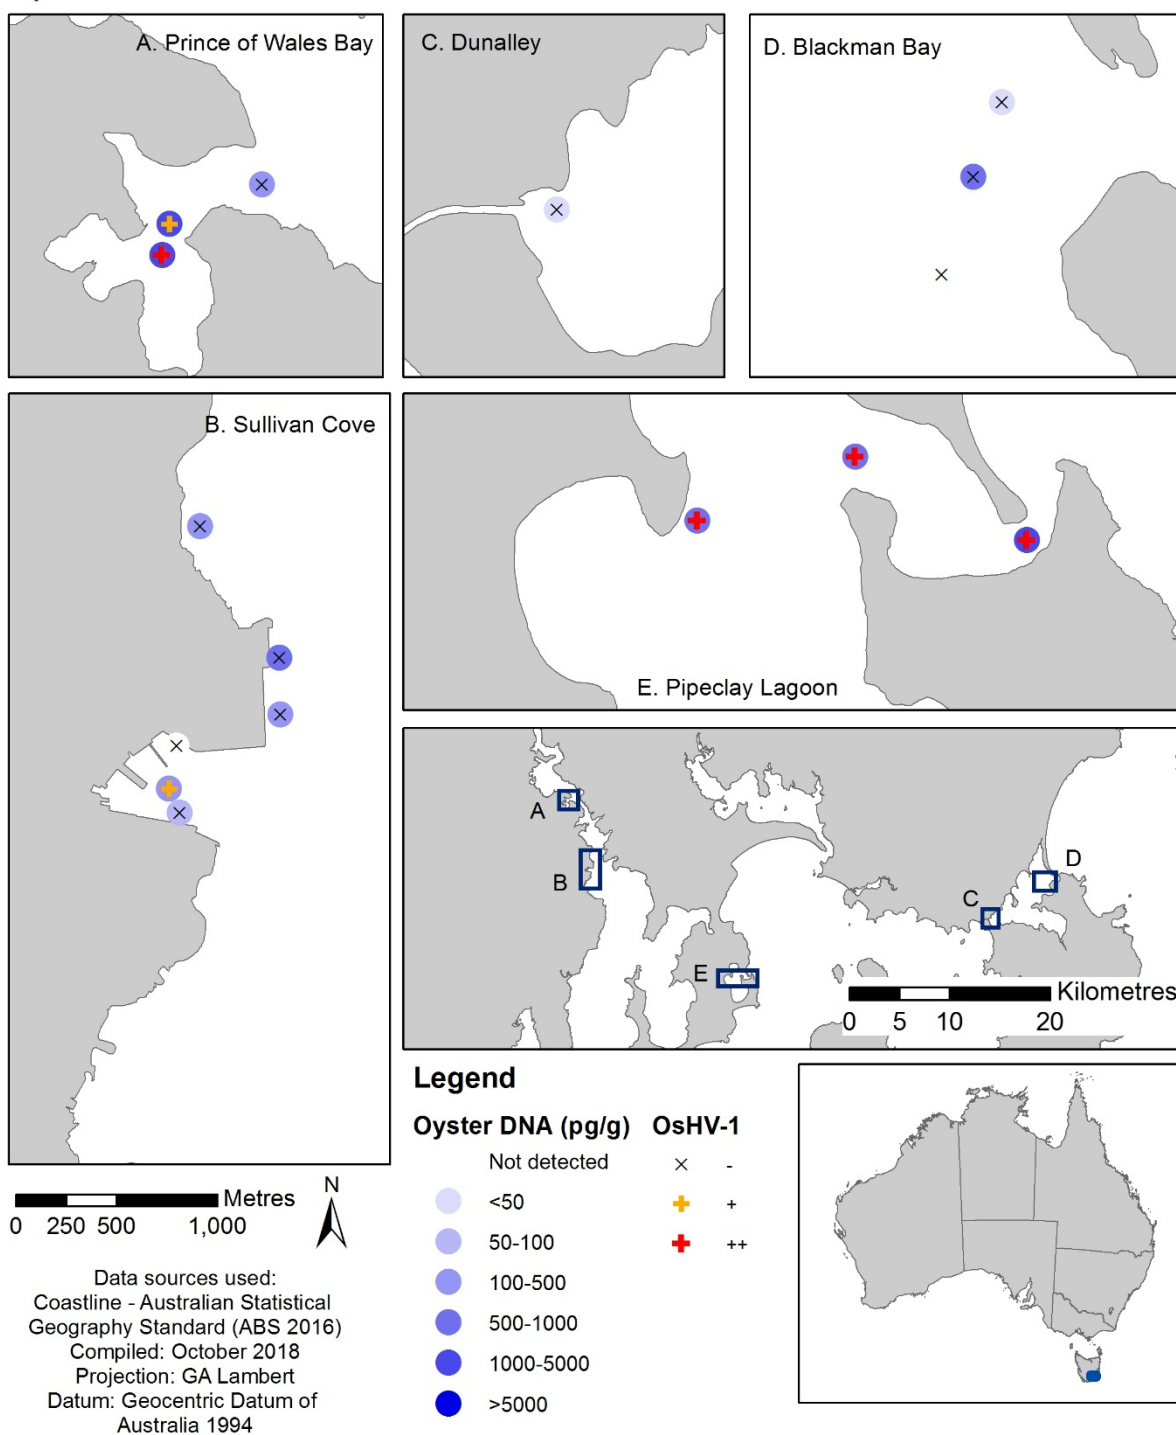 A. Prince of Wales Bay
C. Dunalley
D. Blackman Bay
B. Sullivan Cove
E. Pipeclay Lagoon
A
B
C
D
E
Kilometres
0 5 10 20
Legend
Oyster DNA (pg/g) OsHV-1
Not detected -
<50 +
50-100 ++
100-500
500-1000
1000-5000
>5000
Metres
0 250 500 1,000
N
Data sources used:
Coastline - Australian Statistical
Geography Standard (ABS 2016)
Compiled: October 2018
Projection: GA Lambert
Datum: Geocentric Datum of
Australia 1994